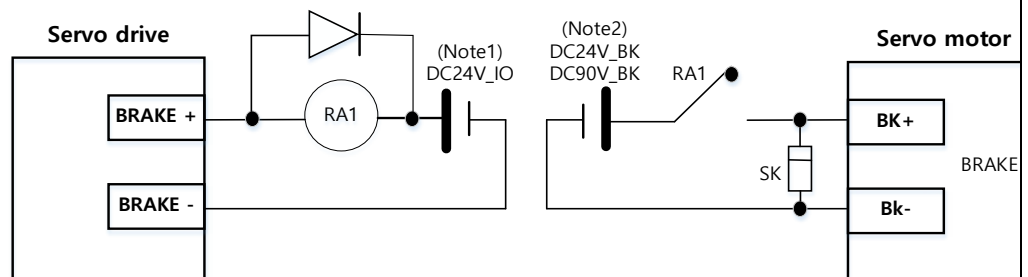 Servo drive
(Note1)
DC24V_IO
(Note2)
DC24V_BK
DC90V_BK
RA1
Servo motor
BRAKE +
RA1
BK+
SK
BRAKE
BRAKE -
Bk-